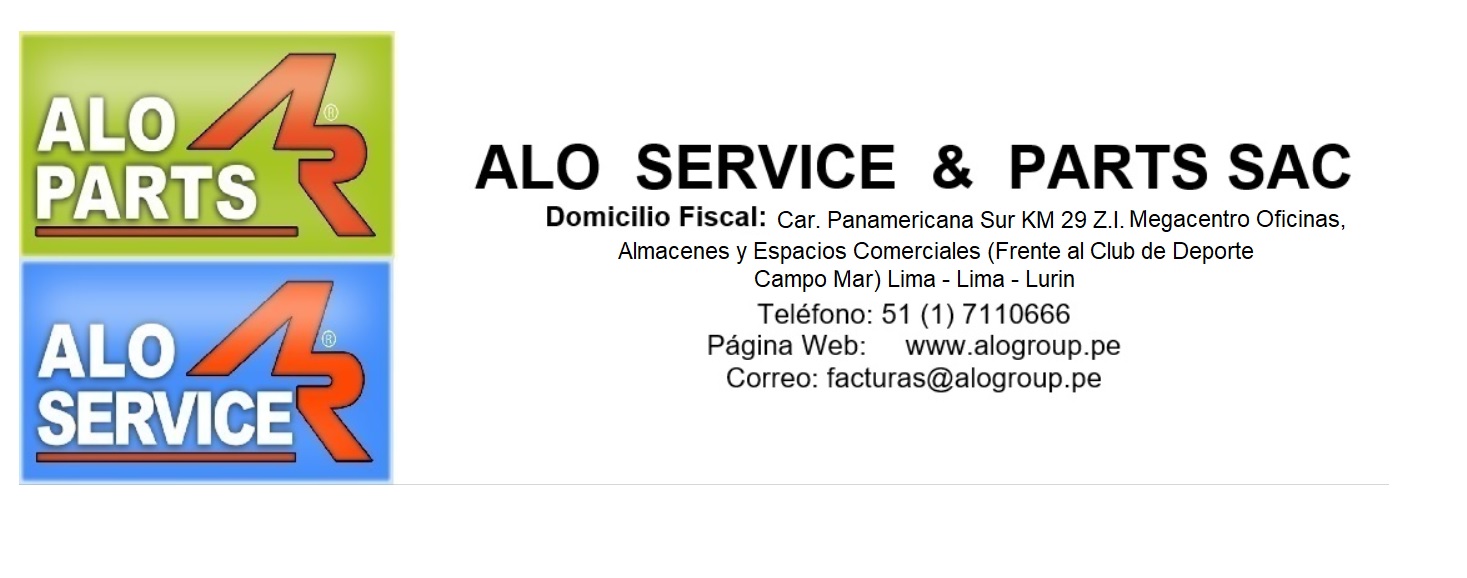 ALO
PARTS
®
ALO
SERVICE
®
ALO SERVICE & PARTS SAC
Domicilio Fiscal: Car. Panamericana Sur KM 29 Z.I. Megacentro Oficinas,
Almacenes y Espacios Comerciales (Frente al Club de Deporte
Campo Mar) Lima - Lima - Lurin
Teléfono: 51 (1) 7110666
Página Web: www.alogroup.pe
Correo: facturas@alogroup.pe